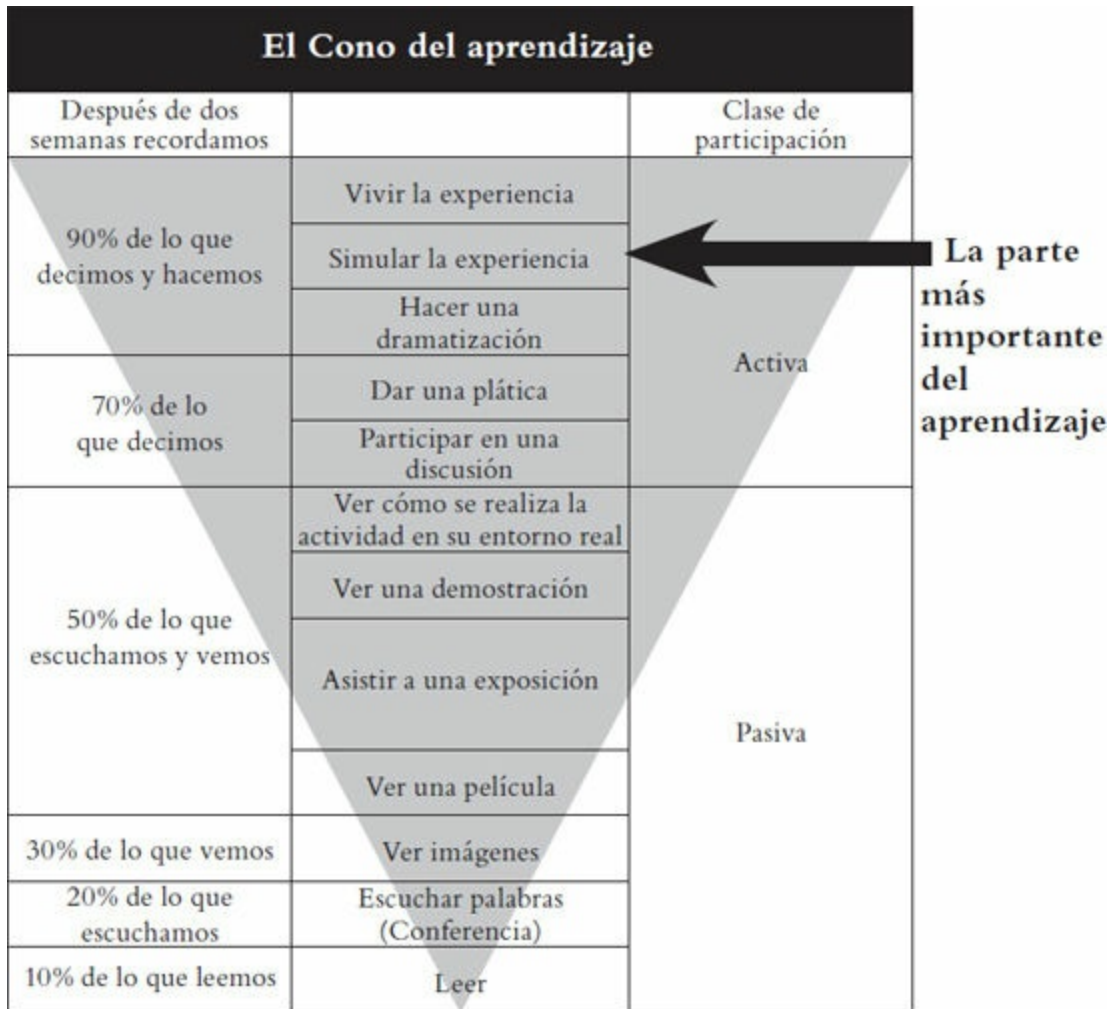 El Cono del aprendizaje
Después de dos
semanas recordamos
Clase de
participación
90% de lo que
decimos y hacemos
Vivir la experiencia
Simular la experiencia
Hacer una
dramatización
Activa
La parte
más
importante
del
aprendizaje
70% de lo
que decimos
Dar una plática
Participar en una
discusión
50% de lo que
escuchamos y vemos
Ver cómo se realiza la
actividad en su entorno real
Ver una demostración
Asistir a una exposición
Ver una película
Pasiva
30% de lo que vemos
Ver imágenes
20% de lo que
escuchamos
Escuchar palabras
(Conferencia)
10% de lo que leemos
Leer